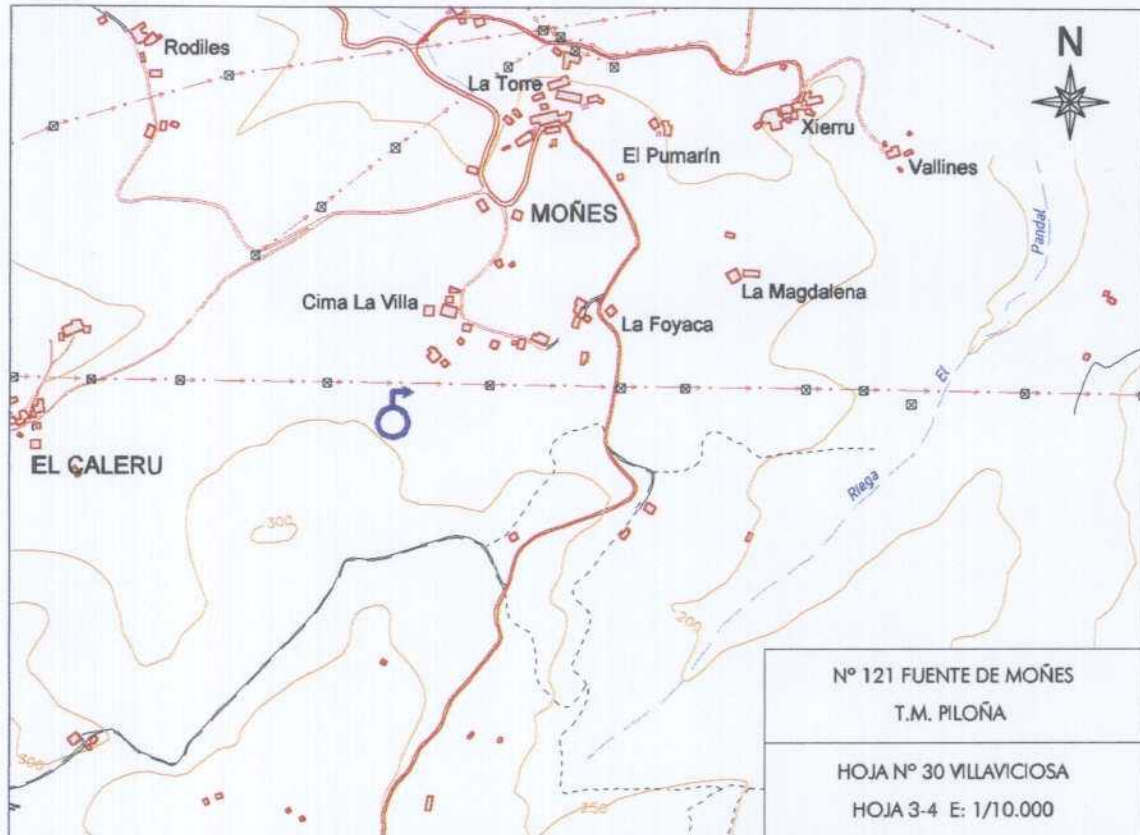 Rodiles
N
La Torre
Xierru
El Pumarín
Vallines
MOÑES
Pandal
Cima La Villa
La Magdalena
La Foyaca
El
EL CALERU
Riega
300
200
300
250
Nº 121 FUENTE DE MOÑES
T.M. PILOÑA
HOJA Nº 30 VILLAVICIOSA
HOJA 3-4 E: 1/10.000